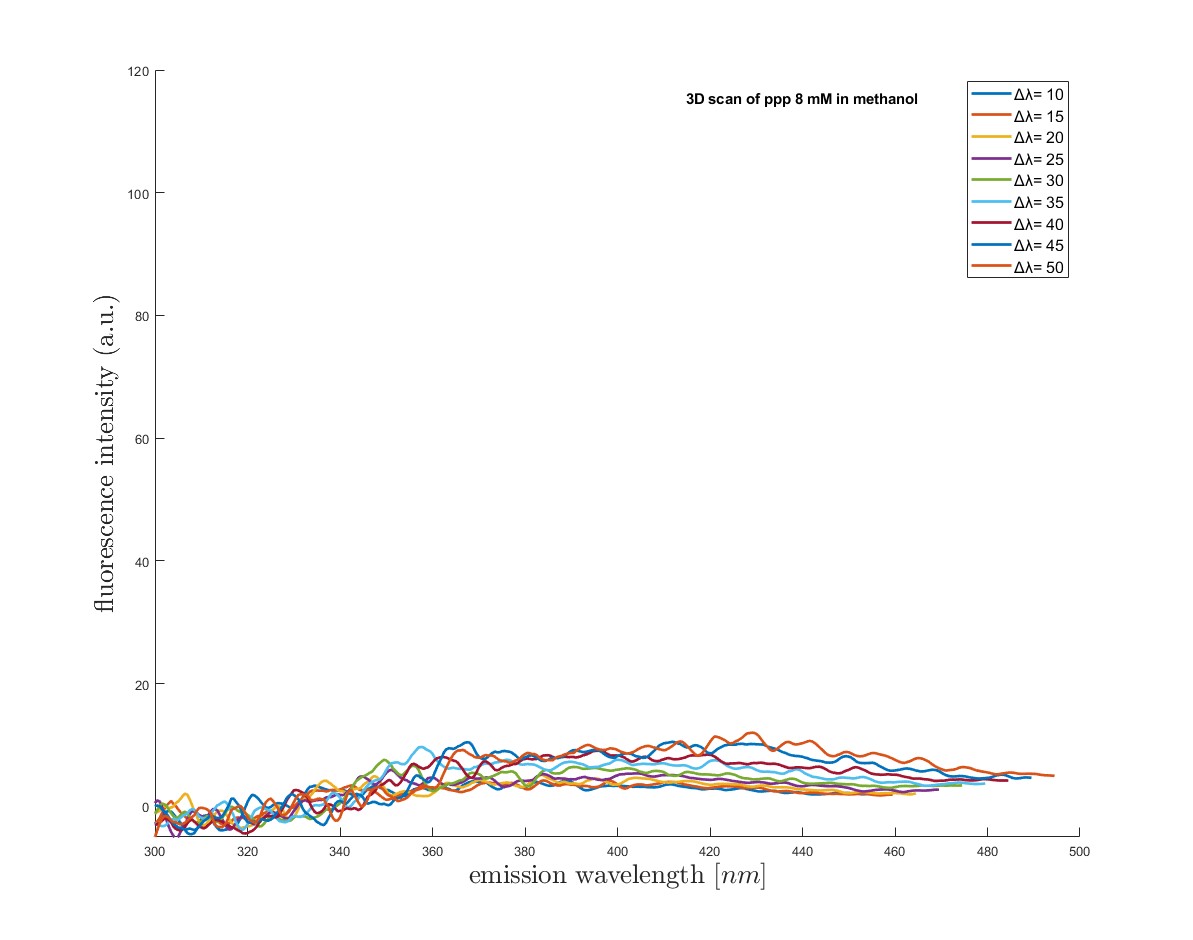 120
100
80
60
40
20
0
fluorescence intensity (a.u.)
3D scan of ppp 8 mM in methanol
Δλ= 10
Δλ= 15
Δλ= 20
Δλ= 25
Δλ= 30
Δλ= 35
Δλ= 40
Δλ= 45
Δλ= 50
300 320 340 360 380 400 420 440 460 480 500
emission wavelength [nm]